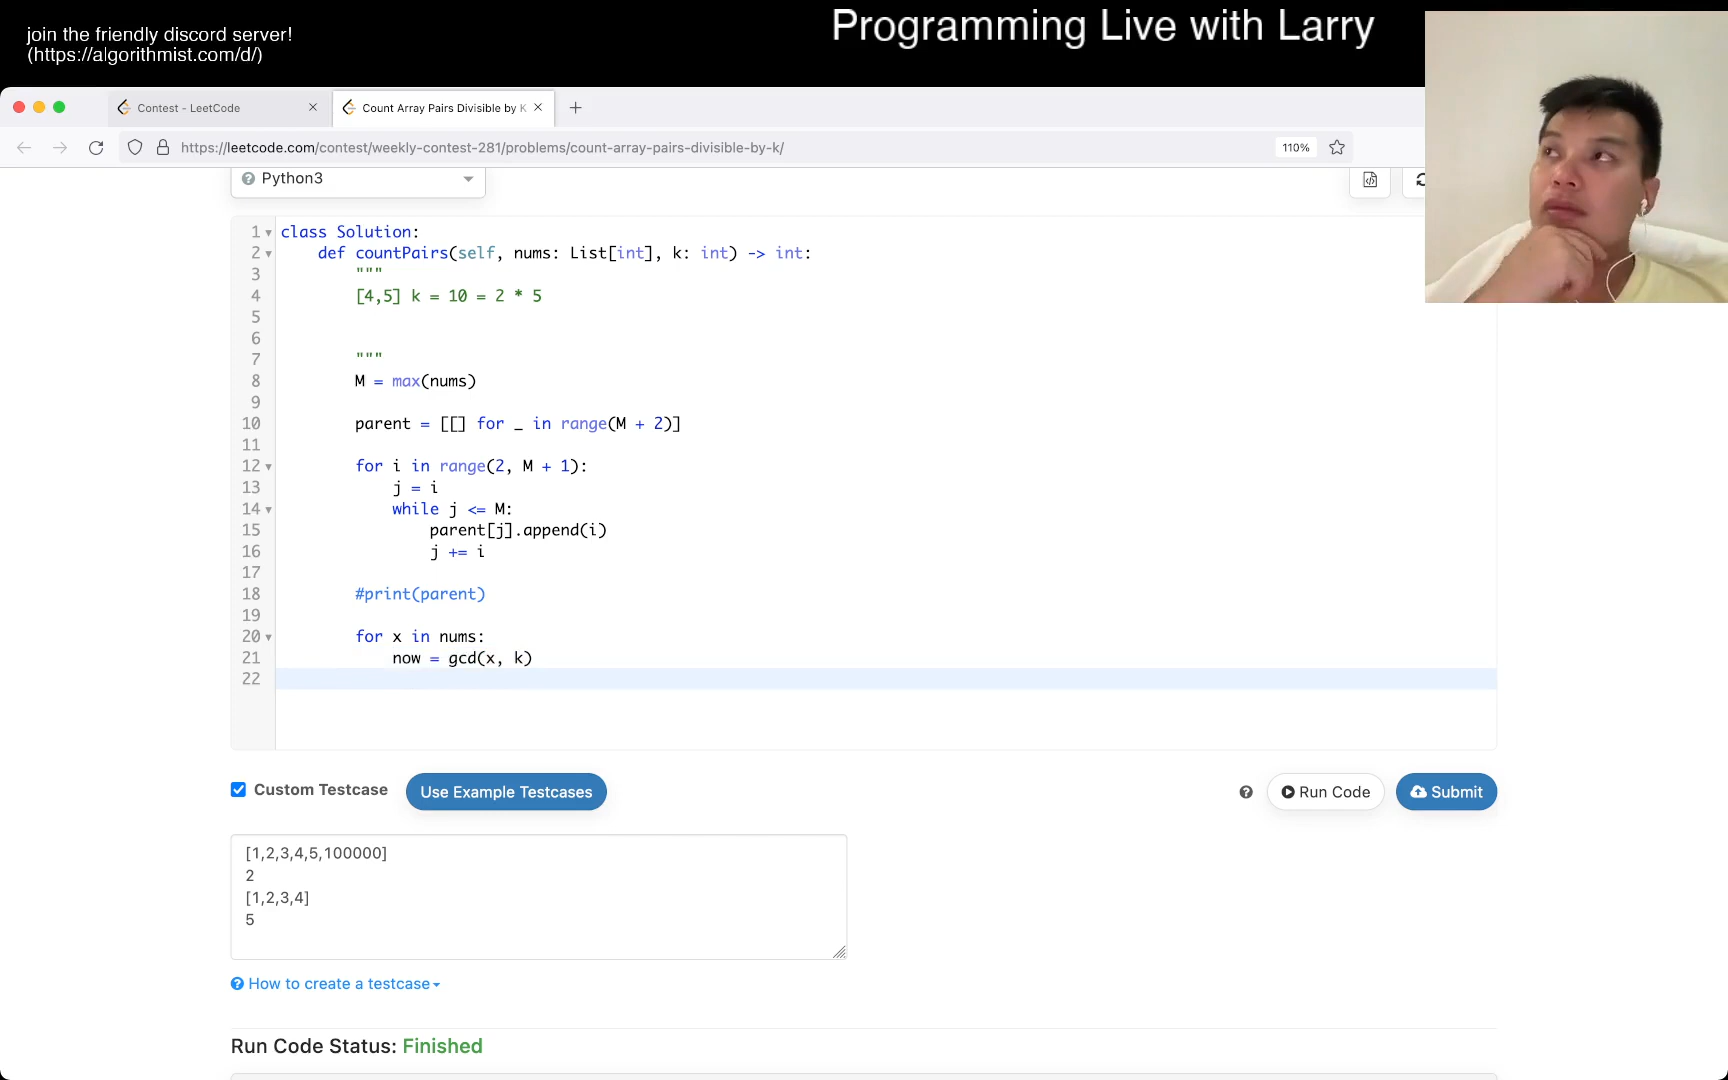 join the friendly discord server!
(https://algorithmist.com/d/)
Programming Live with Larry
Contest - LeetCode
Count Array Pairs Divisible by K
https://leetcode.com/contest/weekly-contest-281/problems/count-array-pairs-divisible-by-k/
110%
Python3
1 class Solution:
2 def countPairs(self, nums: List[int], k: int) -> int:
3 """
4 [4,5] k = 10 = 2 * 5
5
6
7 """
8 M = max(nums)
9
10 parent = [[] for _ in range(M + 2)]
11
12 for i in range(2, M + 1):
13 j = i
14 while j <= M:
15 parent[j].append(i)
16 j += i
17
18 #print(parent)
19
20 for x in nums:
21 now = gcd(x, k)
22
Custom Testcase
Use Example Testcases
Run Code
Submit
[1,2,3,4,5,100000]
2
[1,2,3,4]
5
How to create a testcase
Run Code Status: Finished